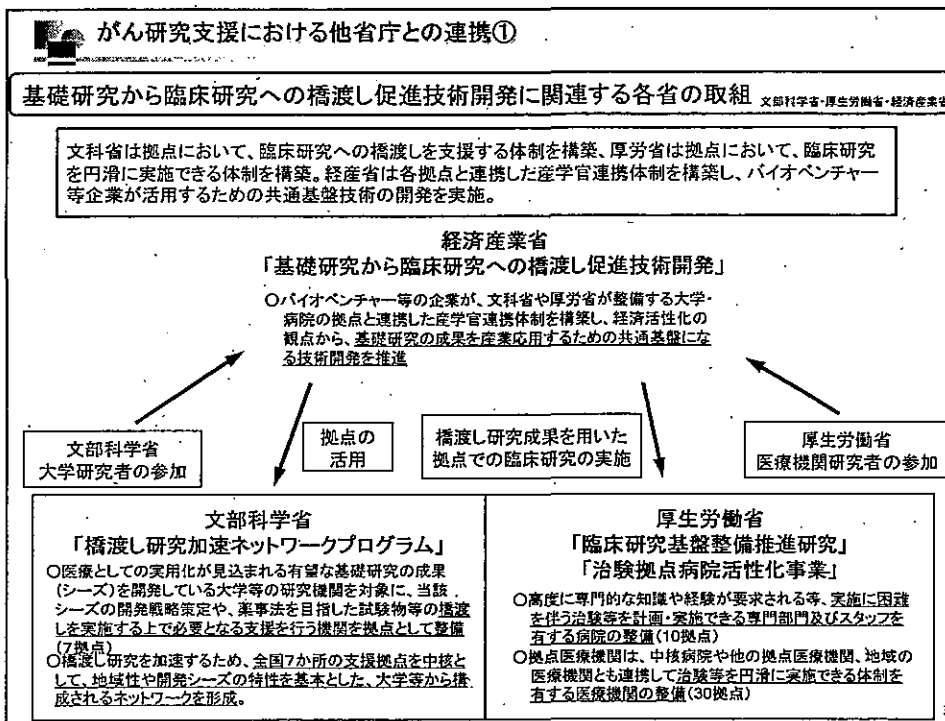 がん研究支援における他省庁との連携①
基礎研究から臨床研究への橋渡し促進技術開発に関連する各省の取組 文部科学省・厚生労働省・経済産業省
文科省は拠点において、臨床研究への橋渡しを支援する体制を構築、厚労省は拠点において、臨床研究
を円滑に実施できる体制を構築。経産省は各拠点と連携した産学官連携体制を構築し、バイオベンチャー
等企業が活用するための共通基盤技術の開発を実施。
経済産業省
「基礎研究から臨床研究への橋渡し促進技術開発」
○バイオベンチャー等の企業が、文科省や厚労省が整備する大学・
病院の拠点と連携した産学官連携体制を構築し、経済活性化の
観点から、基礎研究の成果を産業応用するための共通基盤にな
る技術開発を推進
文部科学省
大学研究者の参加
拠点の
活用
橋渡し研究成果を用いた
拠点での臨床研究の実施
厚生労働省
医療機関研究者の参加
文部科学省
「橋渡し研究加速ネットワークプログラム」
○医療としての実用化が見込まれる有望な基礎研究の成果
(シーズ)を開発している大学等の研究機関を対象に、当該
シーズの開発戦略策定や、薬事法を目指した試験物等の橋渡
しを実施する上で必要となる支援を行う機関を拠点として整備
(7拠点)
○橋渡し研究を加速するため、全国7か所の支援拠点を中核と
して、地域性や開発シーズの特性を基本とした、大学等から構
成されるネットワークを形成。
厚生労働省
「臨床研究基盤整備推進研究」
「治験拠点病院活性化事業」
○高度に専門的な知識や経験が要求される等、実施に困難
を伴う治験等を計画・実施できる専門部門及びスタッフを
有する病院の整備(10拠点)
○拠点医療機関は、中核病院や他の拠点医療機関、地域の
医療機関とも連携して治験等を円滑に実施できる体制を
有する医療機関の整備(30拠点)